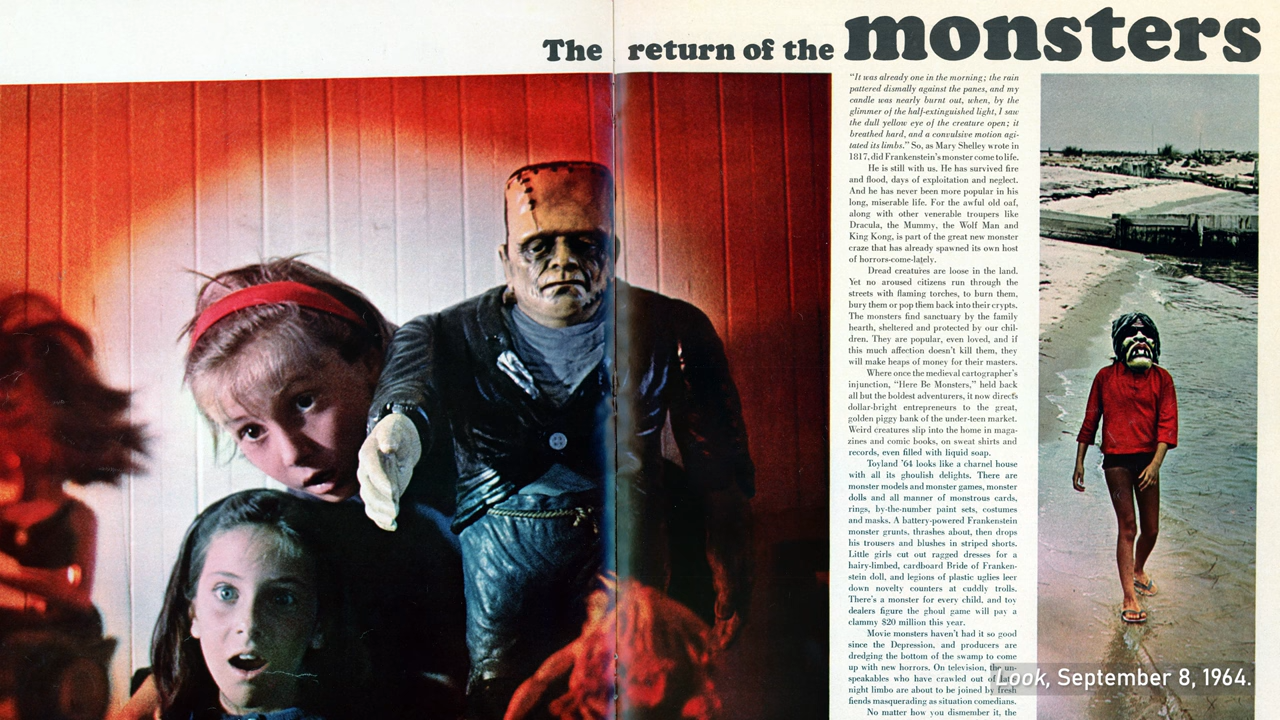 The return of the monsters
"It was already one in the morning; the rain
pattered dismally against the panes, and my
candle was nearly burnt out, when, by the
glimmer of the half-extinguished light, I saw
the dull yellow eye of the creature open; it
breathed hard, and a convulsive motion agi-
tated its limbs." So, as Mary Shelley wrote in
1817, did Frankenstein's monster come to life.
He is still with us. He has survived fire
and flood, days of exploitation and neglect.
And he has never been more popular in his
long, miserable life. For the awful old oaf,
along with other venerable troupers like
Dracula, the Mummy, the Wolf Man and
King Kong, is part of the great new monster
craze that has already spawned its own host
of horrors-come-lately.
Dread creatures are loose in the land.
Yet no aroused citizens run through the
streets with flaming torches, to burn them,
bury them or pop them back into their crypts.
The monsters find sanctuary by the family
hearth, sheltered and protected by our chil-
dren. They are popular, even loved, and if
this much affection doesn't kill them, they
will make heaps of money for their masters.
Where once the medieval cartographer's
injunction, "Here Be Monsters," held back
all but the boldest adventurers, it now directs
dollar-bright entrepreneurs to the great,
golden piggy bank of the under-teen market.
Weird creatures slip into the home in maga-
zines and comic books, on sweat shirts and
records, even filled with liquid soap.
Toyland '64 looks like a charnel house
with all its ghoulish delights. There are
monster models and monster games, monster
dolls and all manner of monstrous cards,
rings, by-the-number paint sets, costumes
and masks. A battery-powered Frankenstein
monster grunts, thrashes about, then drops
his trousers and blushes in striped shorts.
Little girls cut out ragged dresses for a
hairy-limbed, cardboard Bride of Franken-
stein doll, and legions of plastic uglies leer
down novelty counters at cuddly trolls.
There's a monster for every child, and toy
dealers figure the ghoul game will pay a
clammy $20 million this year.
Movie monsters haven't had it so good
since the Depression, and producers are
dredging the bottom of the swamp to come
up with new horrors. On television, the un-
speakables who have crawled out of late
night limbo are about to be joined by fresh
fiends masquerading as situation comedians.
No matter how you dismember it, the
Look, September 8, 1964.